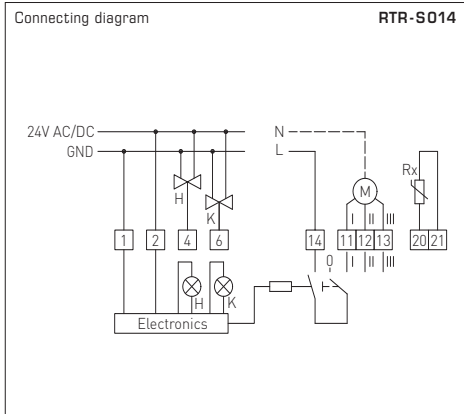 Connecting diagram RTR-S014
24V AC/DC N
GND L
Rx
M
H
K I II III
1 2 4 6 14 11 12 13 20 21
0 I II III
H K
Electronics